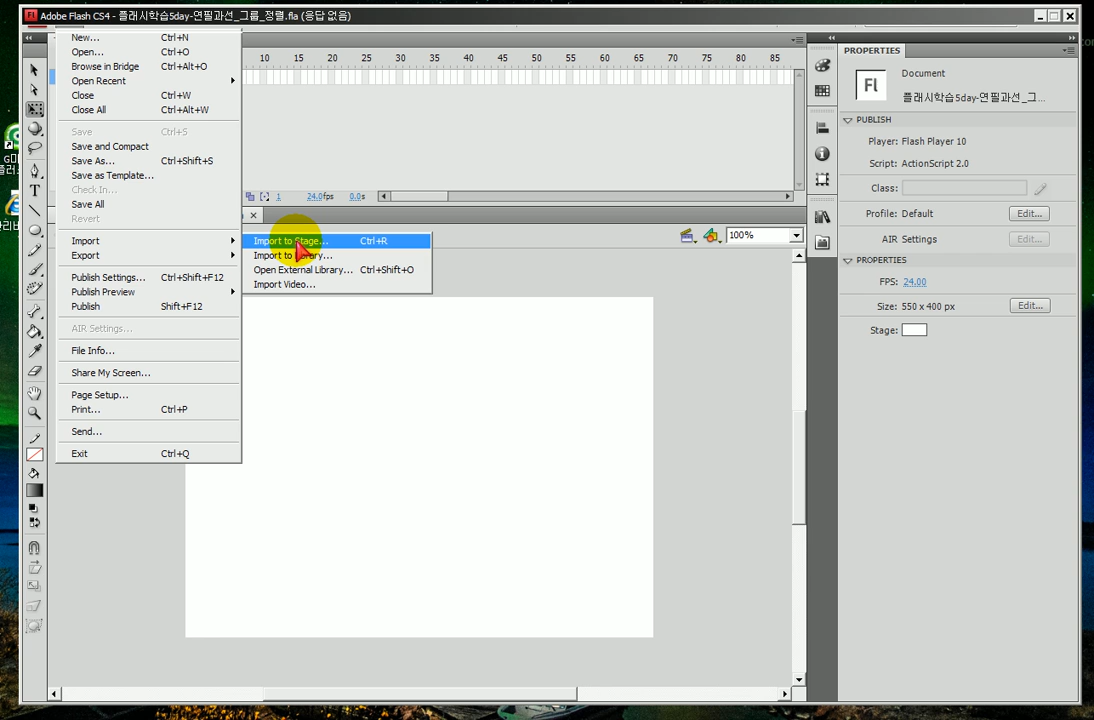 Adobe Flash CS4 - 플래시학습5day-연필과선_그룹_정렬.fla (응답 없음)
New... Ctrl+N
Open... Ctrl+O
Browse in Bridge Ctrl+Alt+O
Open Recent
Close Ctrl+W
Close All Ctrl+Alt+W
Save Ctrl+S
Save and Compact
Save As... Ctrl+Shift+S
Save as Template...
Check In...
Save All
Revert
Import
Export
Publish Settings... Ctrl+Shift+F12
Publish Preview
Publish Shift+F12
AIR Settings...
File Info...
Share My Screen...
Page Setup...
Print... Ctrl+P
Send...
Exit Ctrl+Q
Import to Stage... Ctrl+R
Import to Library...
Open External Library... Ctrl+Shift+O
Import Video...
10 15 20 25 30 35 40 45 50 55 60 65 70 75 80 85
1 24.0fps 0.0s
100%
PROPERTIES
Fl
Document
플래시학습5day-연필과선_그...
PUBLISH
Player: Flash Player 10
Script: ActionScript 2.0
Class:
Profile: Default Edit...
AIR Settings Edit...
PROPERTIES
FPS: 24.00
Size: 550 x 400 px Edit...
Stage: